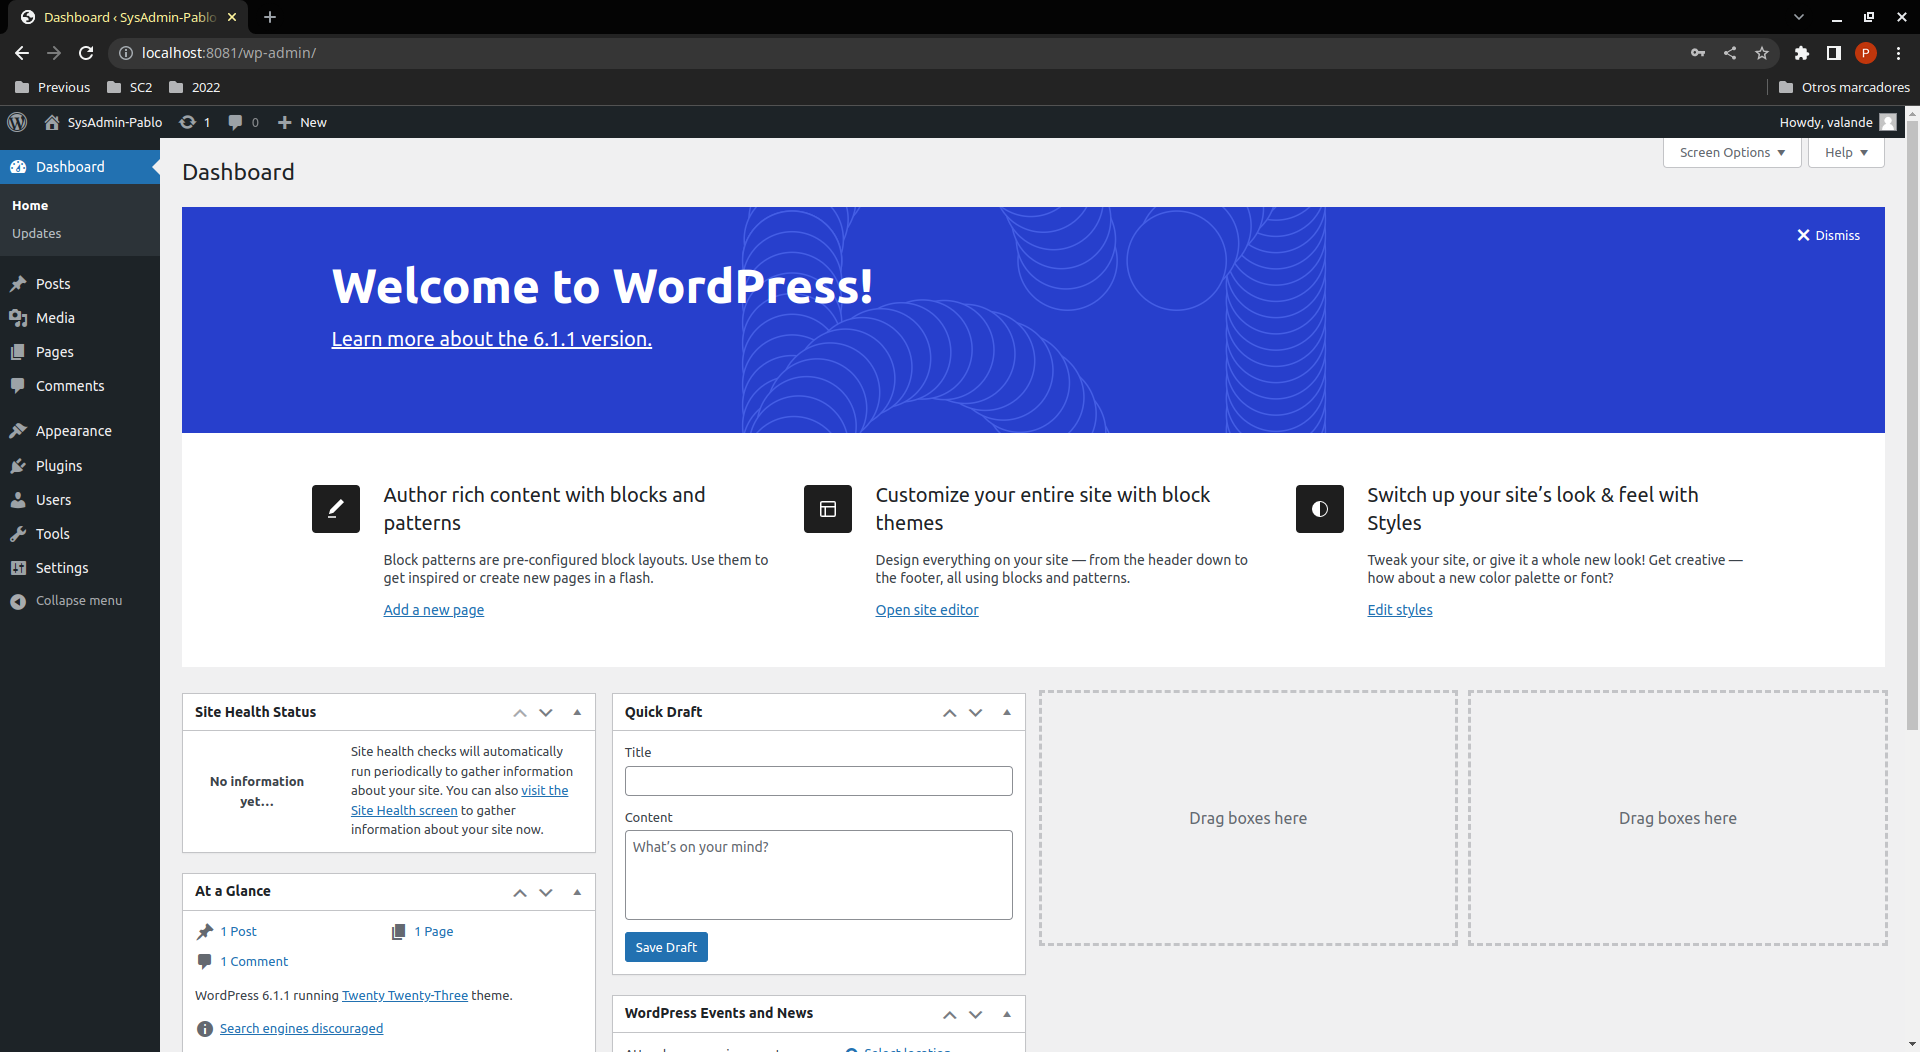 Dashboard ‹ SysAdmin-Pablo
localhost:8081/wp-admin/
P
Previous
SC2
2022
Otros marcadores
SysAdmin-Pablo
1
0
New
Howdy, valande
Dashboard
Home
Updates
Posts
Media
Pages
Comments
Appearance
Plugins
Users
Tools
Settings
Collapse menu
Screen Options
Help
Dashboard
Dismiss
Welcome to WordPress!
Learn more about the 6.1.1 version.
Author rich content with blocks and
patterns
Block patterns are pre-configured block layouts. Use them to
get inspired or create new pages in a flash.
Add a new page
Customize your entire site with block
themes
Design everything on your site — from the header down to
the footer, all using blocks and patterns.
Open site editor
Switch up your site’s look & feel with
Styles
Tweak your site, or give it a whole new look! Get creative —
how about a new color palette or font?
Edit styles
Site Health Status
No information
yet…
Site health checks will automatically
run periodically to gather information
about your site. You can also visit the
Site Health screen to gather
information about your site now.
At a Glance
1 Post
1 Page
1 Comment
WordPress 6.1.1 running Twenty Twenty-Three theme.
Search engines discouraged
Quick Draft
Title
Content
What’s on your mind?
Save Draft
WordPress Events and News
Select location
Drag boxes here
Drag boxes here